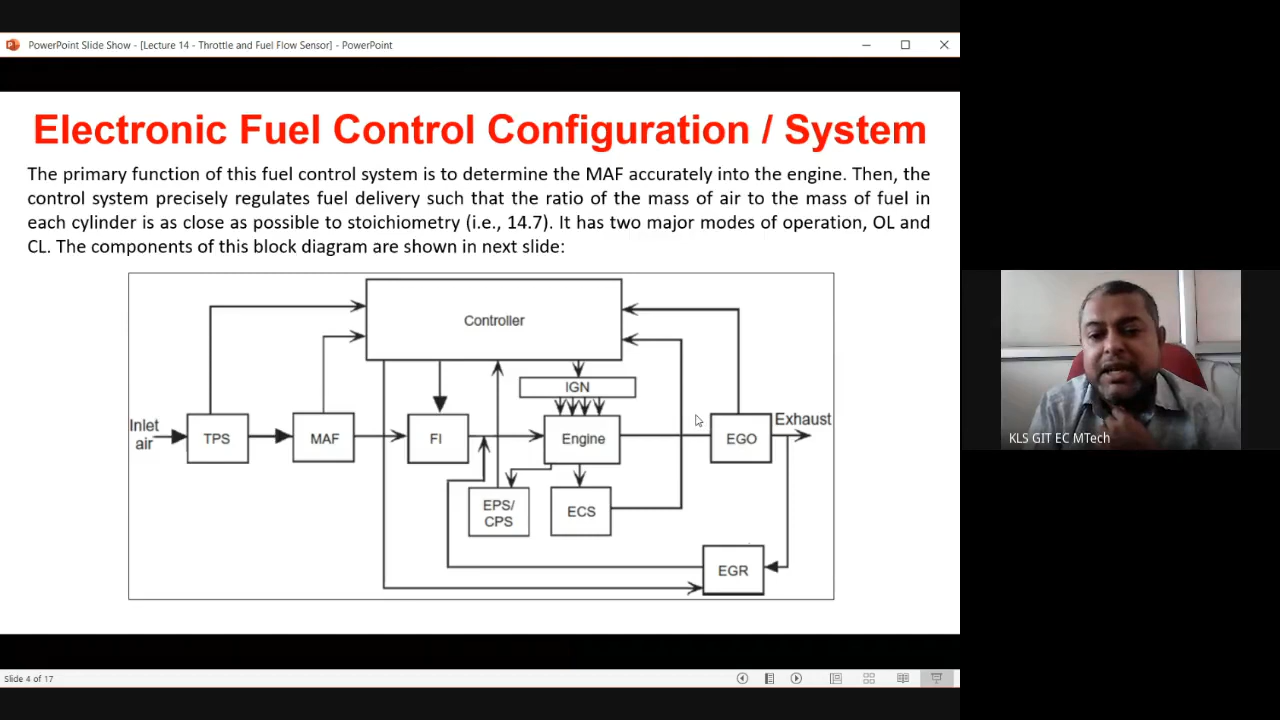 PowerPoint Slide Show - [Lecture 14 - Throttle and Fuel Flow Sensor] - PowerPoint
Electronic Fuel Control Configuration / System
The primary function of this fuel control system is to determine the MAF accurately into the engine. Then, the
control system precisely regulates fuel delivery such that the ratio of the mass of air to the mass of fuel in
each cylinder is as close as possible to stoichiometry (i.e., 14.7). It has two major modes of operation, OL and
CL. The components of this block diagram are shown in next slide:
Controller
IGN
Inlet
air
TPS
MAF
FI
Engine
EGO
Exhaust
EPS/
CPS
ECS
EGR
KLS GIT EC MTech
Slide 4 of 17